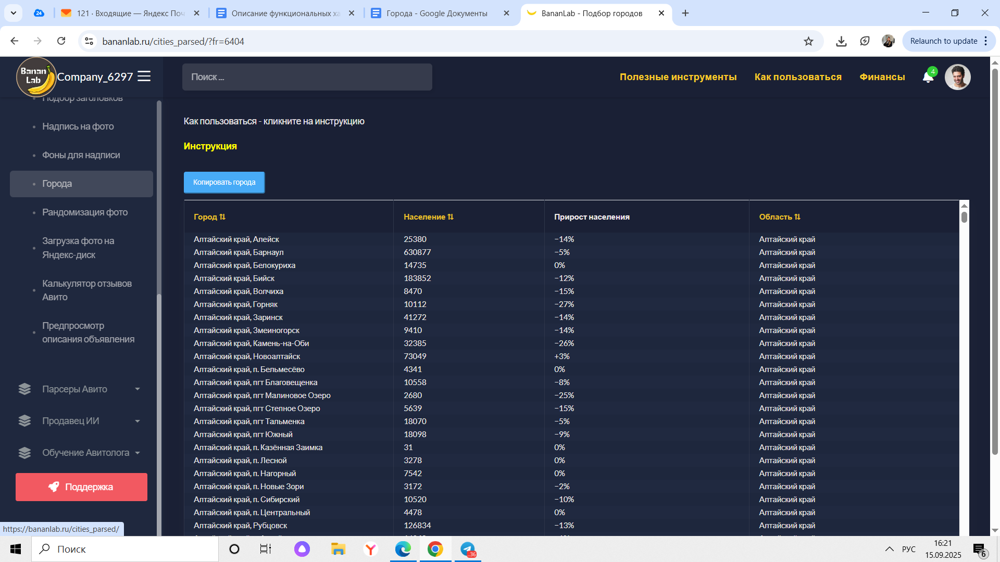 24
121 · Входящие — Яндекс Поч
Описание функциональных ха
Города - Google Документы
BananLab - Подбор городов
bananlab.ru/cities_parsed/?fr=6404
Relaunch to update
Banan Lab
Company_6297
Поиск ...
Полезные инструменты
Как пользоваться
Финансы
4
Подбор заголовков
Надпись на фото
Фоны для надписи
Города
Рандомизация фото
Загрузка фото на
Яндекс-диск
Калькулятор отзывов
Авито
Предпросмотр
описания объявления
Парсеры Авито
Продавец ИИ
Обучение Авитолога
Поддержка
Как пользоваться - кликните на инструкцию
Инструкция
Копировать города
Город ⇅ Население ⇅ Прирост населения Область ⇅
Алтайский край, Алейск 25380 −14% Алтайский край
Алтайский край, Барнаул 630877 −5% Алтайский край
Алтайский край, Белокуриха 14735 0% Алтайский край
Алтайский край, Бийск 183852 −12% Алтайский край
Алтайский край, Волчиха 8470 −15% Алтайский край
Алтайский край, Горняк 10112 −27% Алтайский край
Алтайский край, Заринск 41272 −14% Алтайский край
Алтайский край, Змеиногорск 9410 −14% Алтайский край
Алтайский край, Камень-на-Оби 32385 −26% Алтайский край
Алтайский край, Новоалтайск 73049 +3% Алтайский край
Алтайский край, п. Бельмесёво 4341 0% Алтайский край
Алтайский край, пгт Благовещенка 10558 −8% Алтайский край
Алтайский край, пгт Малиновое Озеро 2680 −25% Алтайский край
Алтайский край, пгт Степное Озеро 5639 −15% Алтайский край
Алтайский край, пгт Тальменка 18070 −5% Алтайский край
Алтайский край, пгт Южный 18098 −9% Алтайский край
Алтайский край, п. Казённая Заимка 31 0% Алтайский край
Алтайский край, п. Лесной 3278 0% Алтайский край
Алтайский край, п. Нагорный 7542 0% Алтайский край
Алтайский край, п. Новые Зори 3172 −2% Алтайский край
Алтайский край, п. Сибирский 10520 −10% Алтайский край
Алтайский край, п. Центральный 4478 0% Алтайский край
Алтайский край, Рубцовск 126834 −13% Алтайский край
https://bananlab.ru/cities_parsed/
Поиск
36
РУС
16:21
15.09.2025
6